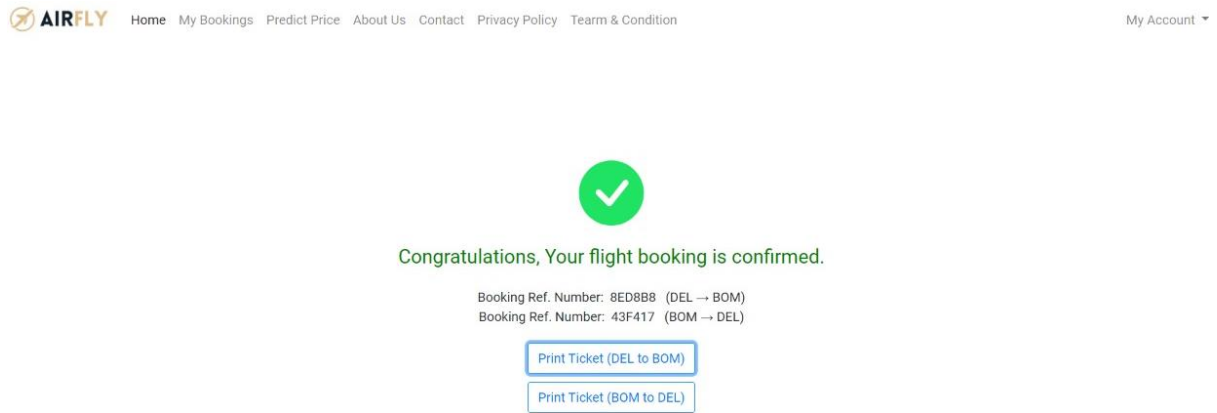 AIRFLY Home My Bookings Predict Price About Us Contact Privacy Policy Tearm & Condition My Account
Congratulations, Your flight booking is confirmed.
Booking Ref. Number: 8ED8B8 (DEL → BOM)
Booking Ref. Number: 43F417 (BOM → DEL)
Print Ticket (DEL to BOM)
Print Ticket (BOM to DEL)